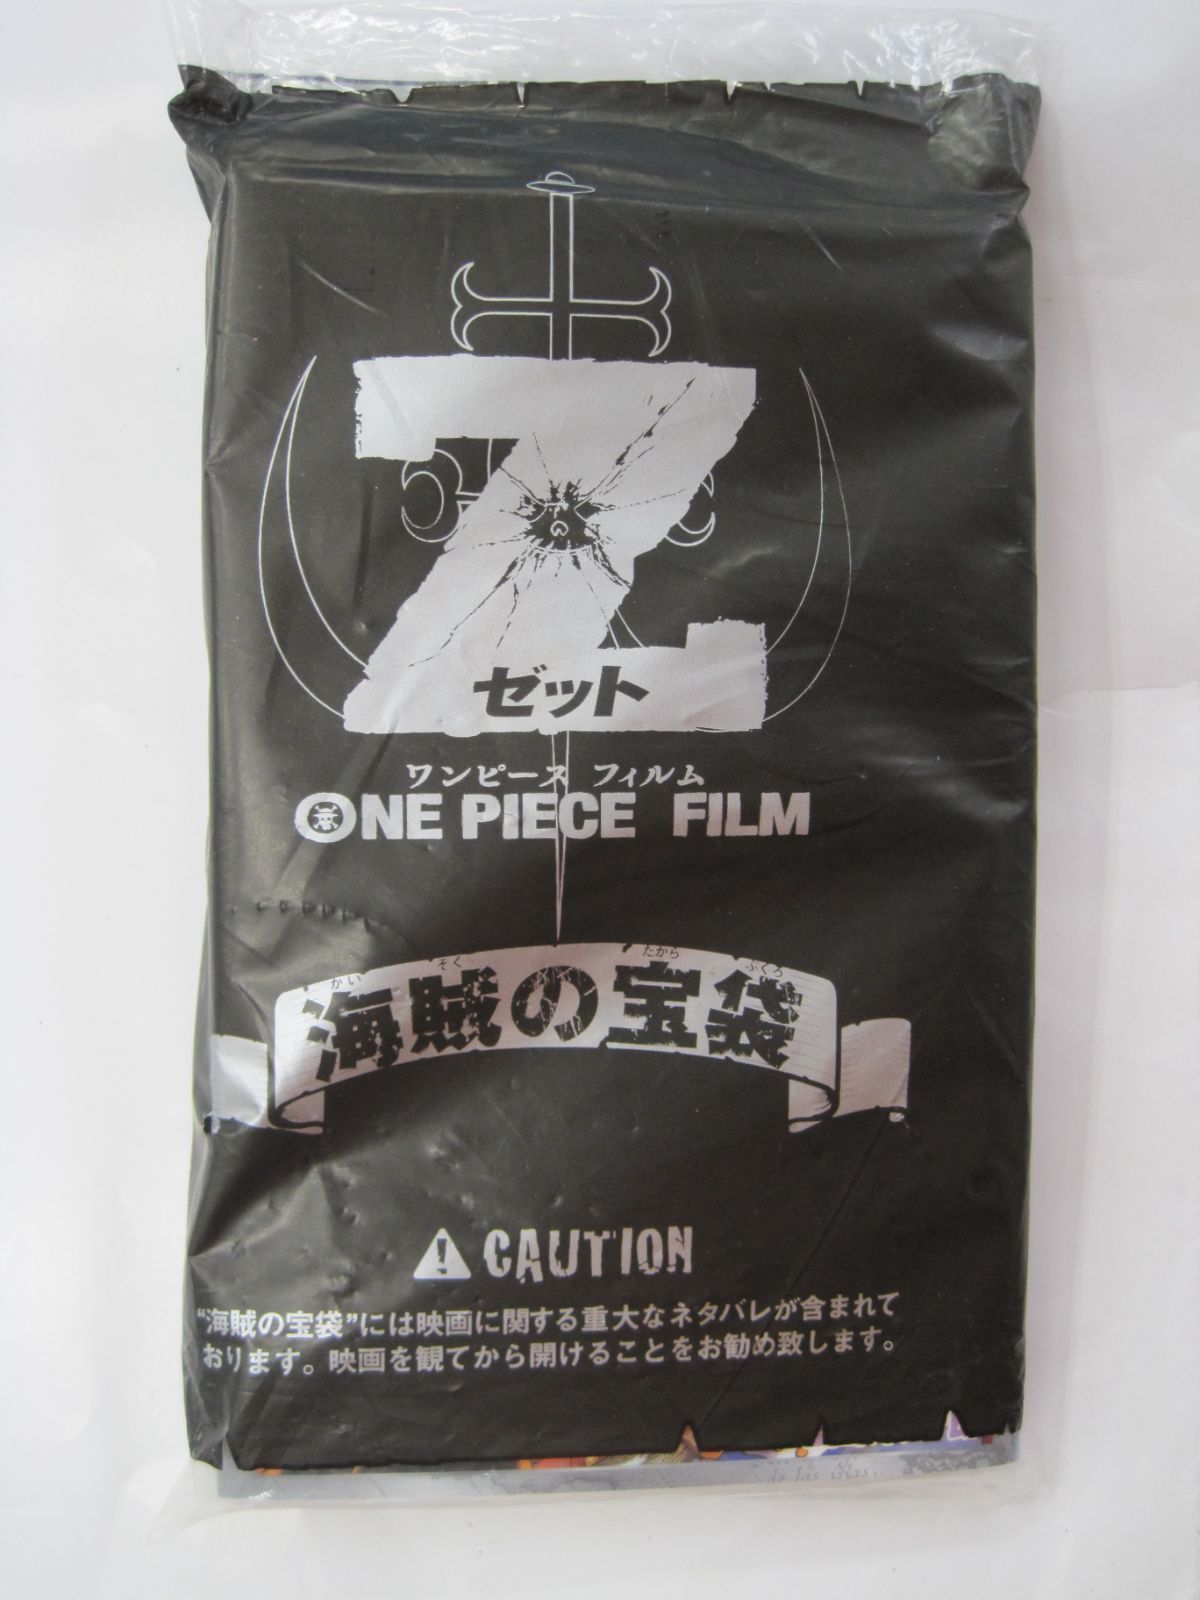 Z
ゼット
ワンピース フィルム
ONE PIECE FILM
かい ぞく たから ぶくろ
海賊の宝袋
CAUTION
“海賊の宝袋”には映画に関する重大なネタバレが含まれて
おります。映画を観てから開けることをお勧め致します。
de las islas.